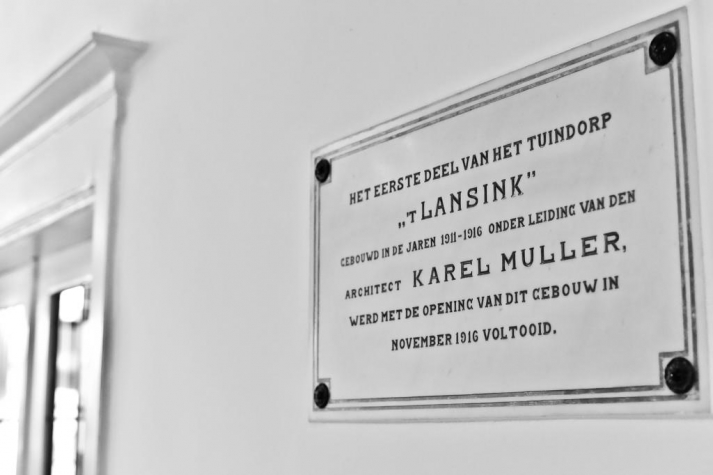 HET EERSTE DEEL VAN HET TUINDORP
„'T LANSINK”
GEBOUWD IN DE JAREN 1911-1916 ONDER LEIDING VAN DEN
ARCHITECT KAREL MULLER,
WERD MET DE OPENING VAN DIT GEBOUW IN
NOVEMBER 1916 VOLTOOID.